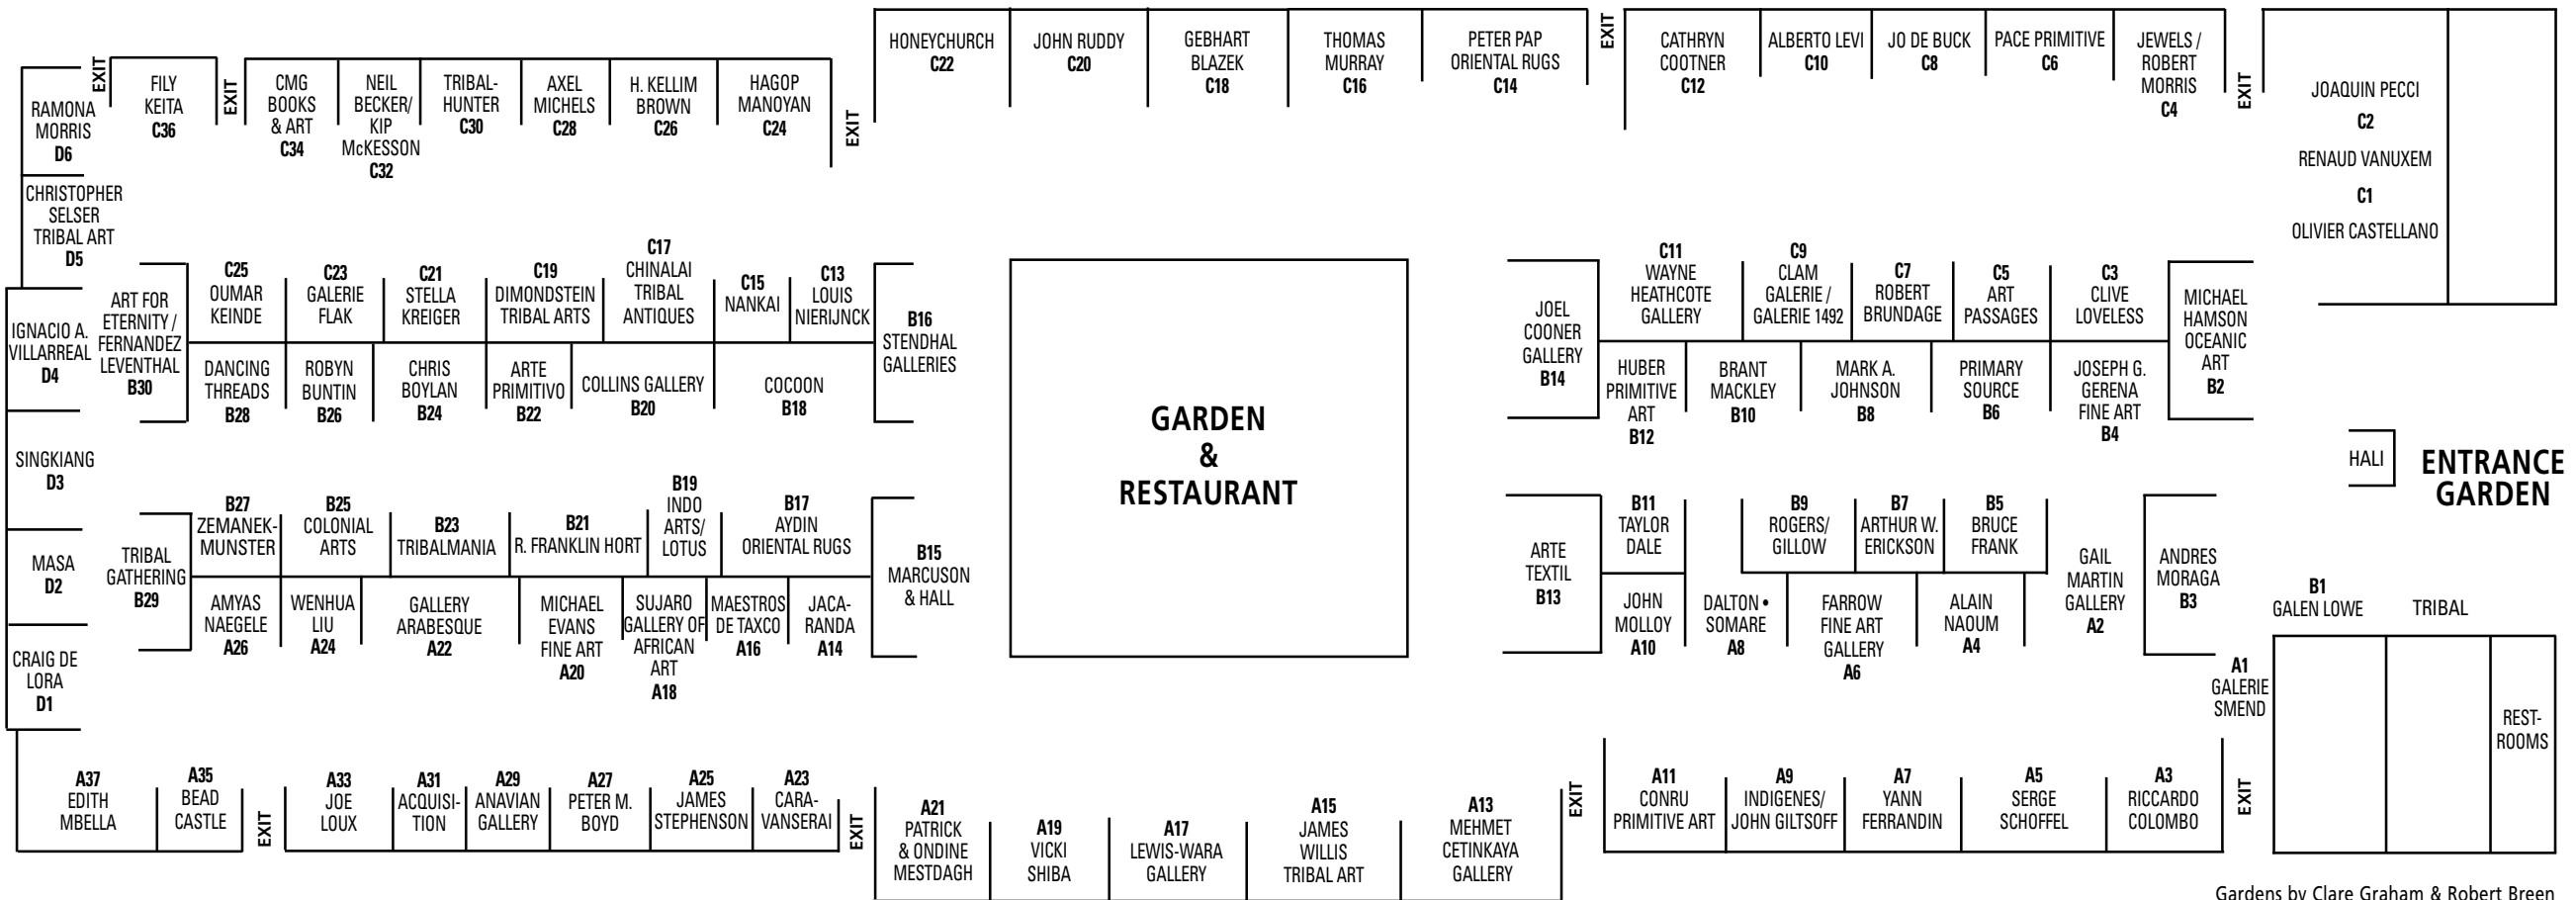 HONEYCHURCH
C22
JOHN RUDDY
C20
GEBHART
BLAZEK
C18
THOMAS
MURRAY
C16
PETER PAP
ORIENTAL RUGS
C14
EXIT
CATHRYN
COOTNER
C12
ALBERTO LEVI
C10
JO DE BUCK
C8
PACE PRIMITIVE
C6
JEWELS /
ROBERT
MORRIS
C4
EXIT
JOAQUIN PECCI
C2
RENAUD VANUXEM
C1
OLIVIER CASTELLANO
RAMONA
MORRIS
D6
EXIT
FILY
KEITA
C36
EXIT
CMG
BOOKS
& ART
C34
NEIL
BECKER/
KIP
McKESSON
C32
TRIBAL-
HUNTER
C30
AXEL
MICHELS
C28
H. KELLIM
BROWN
C26
HAGOP
MANOYAN
C24
EXIT
CHRISTOPHER
SELSER
TRIBAL ART
D5
IGNACIO A.
VILLARREAL
D4
ART FOR
ETERNITY /
FERNANDEZ
LEVENTHAL
B30
C25
OUMAR
KEINDE
C23
GALERIE
FLAK
C21
STELLA
KREIGER
C19
DIMONDSTEIN
TRIBAL ARTS
C17
CHINALAI
TRIBAL
ANTIQUES
C15
NANKAI
C13
LOUIS
NIERIJNCK
B16
STENDHAL
GALLERIES
DANCING
THREADS
B28
ROBYN
BUNTIN
B26
CHRIS
BOYLAN
B24
ARTE
PRIMITIVO
B22
COLLINS GALLERY
B20
COCOON
B18
GARDEN
&
RESTAURANT
JOEL
COONER
GALLERY
B14
C11
WAYNE
HEATHCOTE
GALLERY
C9
CLAM
GALERIE /
GALERIE 1492
C7
ROBERT
BRUNDAGE
C5
ART
PASSAGES
C3
CLIVE
LOVELESS
MICHAEL
HAMSON
OCEANIC
ART
B2
HUBER
PRIMITIVE
ART
B12
BRANT
MACKLEY
B10
MARK A.
JOHNSON
B8
PRIMARY
SOURCE
B6
JOSEPH G.
GERENA
FINE ART
B4
HALI
ENTRANCE
GARDEN
SINGKIANG
D3
MASA
D2
CRAIG DE
LORA
D1
TRIBAL
GATHERING
B29
B27
ZEMANEK-
MUNSTER
B25
COLONIAL
ARTS
B23
TRIBALMANIA
B21
R. FRANKLIN HORT
B19
INDO
ARTS/
LOTUS
B17
AYDIN
ORIENTAL RUGS
B15
MARCUSON
& HALL
AMYAS
NAEGELE
A26
WENHUA
LIU
A24
GALLERY
ARABESQUE
A22
MICHAEL
EVANS
FINE ART
A20
SUJARO
GALLERY OF
AFRICAN
ART
A18
MAESTROS
DE TAXCO
A16
JACA-
RANDA
A14
ARTE
TEXTIL
B13
B11
TAYLOR
DALE
B9
ROGERS/
GILLOW
B7
ARTHUR W.
ERICKSON
B5
BRUCE
FRANK
GAIL
MARTIN
GALLERY
A2
ANDRES
MORAGA
B3
B1
GALEN LOWE
TRIBAL
JOHN
MOLLOY
A10
DALTON •
SOMARE
A8
FARROW
FINE ART
GALLERY
A6
ALAIN
NAOUM
A4
A1
GALERIE
SMEND
REST-
ROOMS
A37
EDITH
MBELLA
A35
BEAD
CASTLE
EXIT
A33
JOE
LOUX
A31
ACQUISI-
TION
A29
ANAVIAN
GALLERY
A27
PETER M.
BOYD
A25
JAMES
STEPHENSON
A23
CARA-
VANSERAI
EXIT
A21
PATRICK
& ONDINE
MESTDAGH
A19
VICKI
SHIBA
A17
LEWIS-WARA
GALLERY
A15
JAMES
WILLIS
TRIBAL ART
A13
MEHMET
CETINKAYA
GALLERY
EXIT
A11
CONRU
PRIMITIVE ART
A9
INDIGENES/
JOHN GILTSOFF
A7
YANN
FERRANDIN
A5
SERGE
SCHOFFEL
A3
RICCARDO
COLOMBO
EXIT
Gardens by Clare Graham & Robert Breen